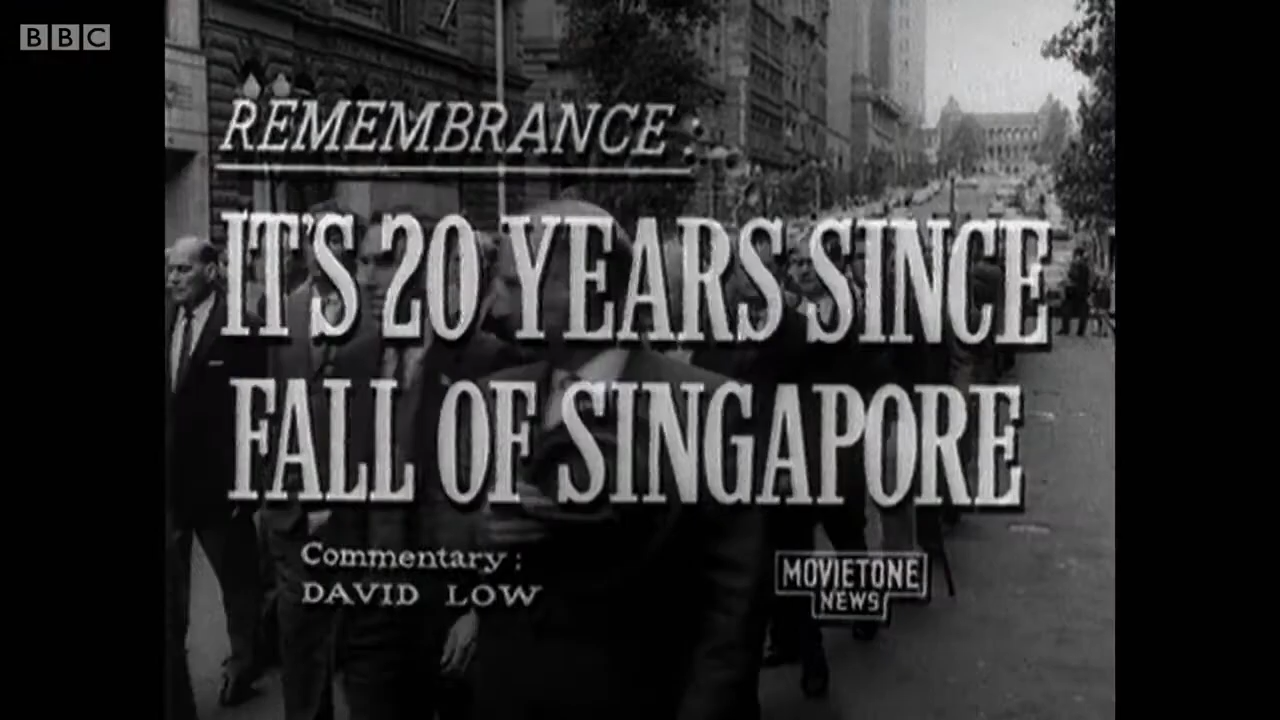 BBC
REMEMBRANCE
IT'S 20 YEARS SINCE
FALL OF SINGAPORE
Commentary:
DAVID LOW
MOVIETONE
NEWS